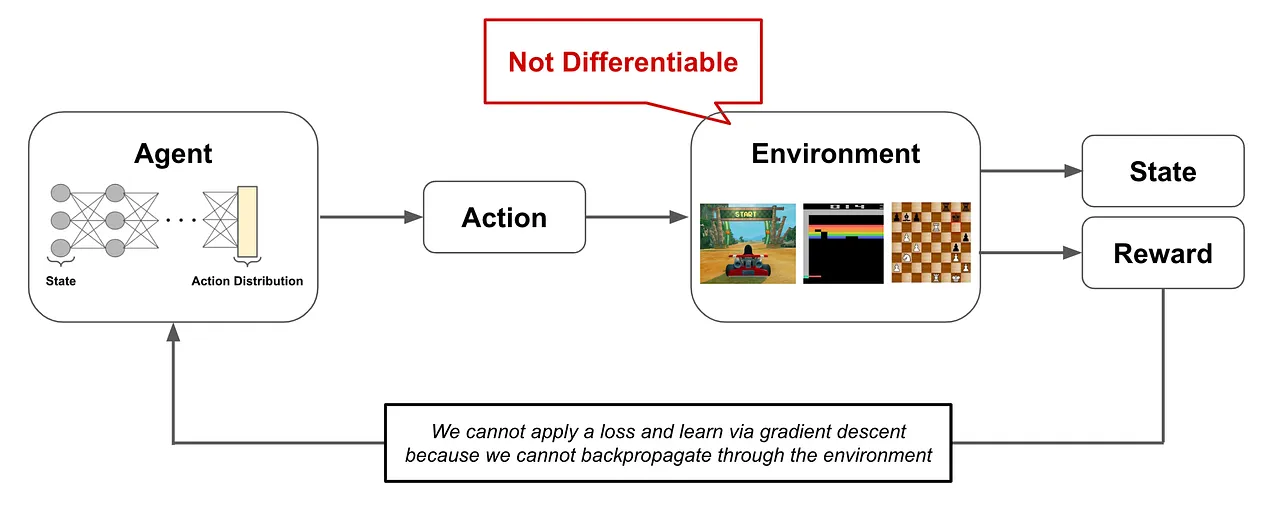 Not Differentiable
Agent
State
Action Distribution
Action
Environment
START
014
State
Reward
We cannot apply a loss and learn via gradient descent
because we cannot backpropagate through the environment